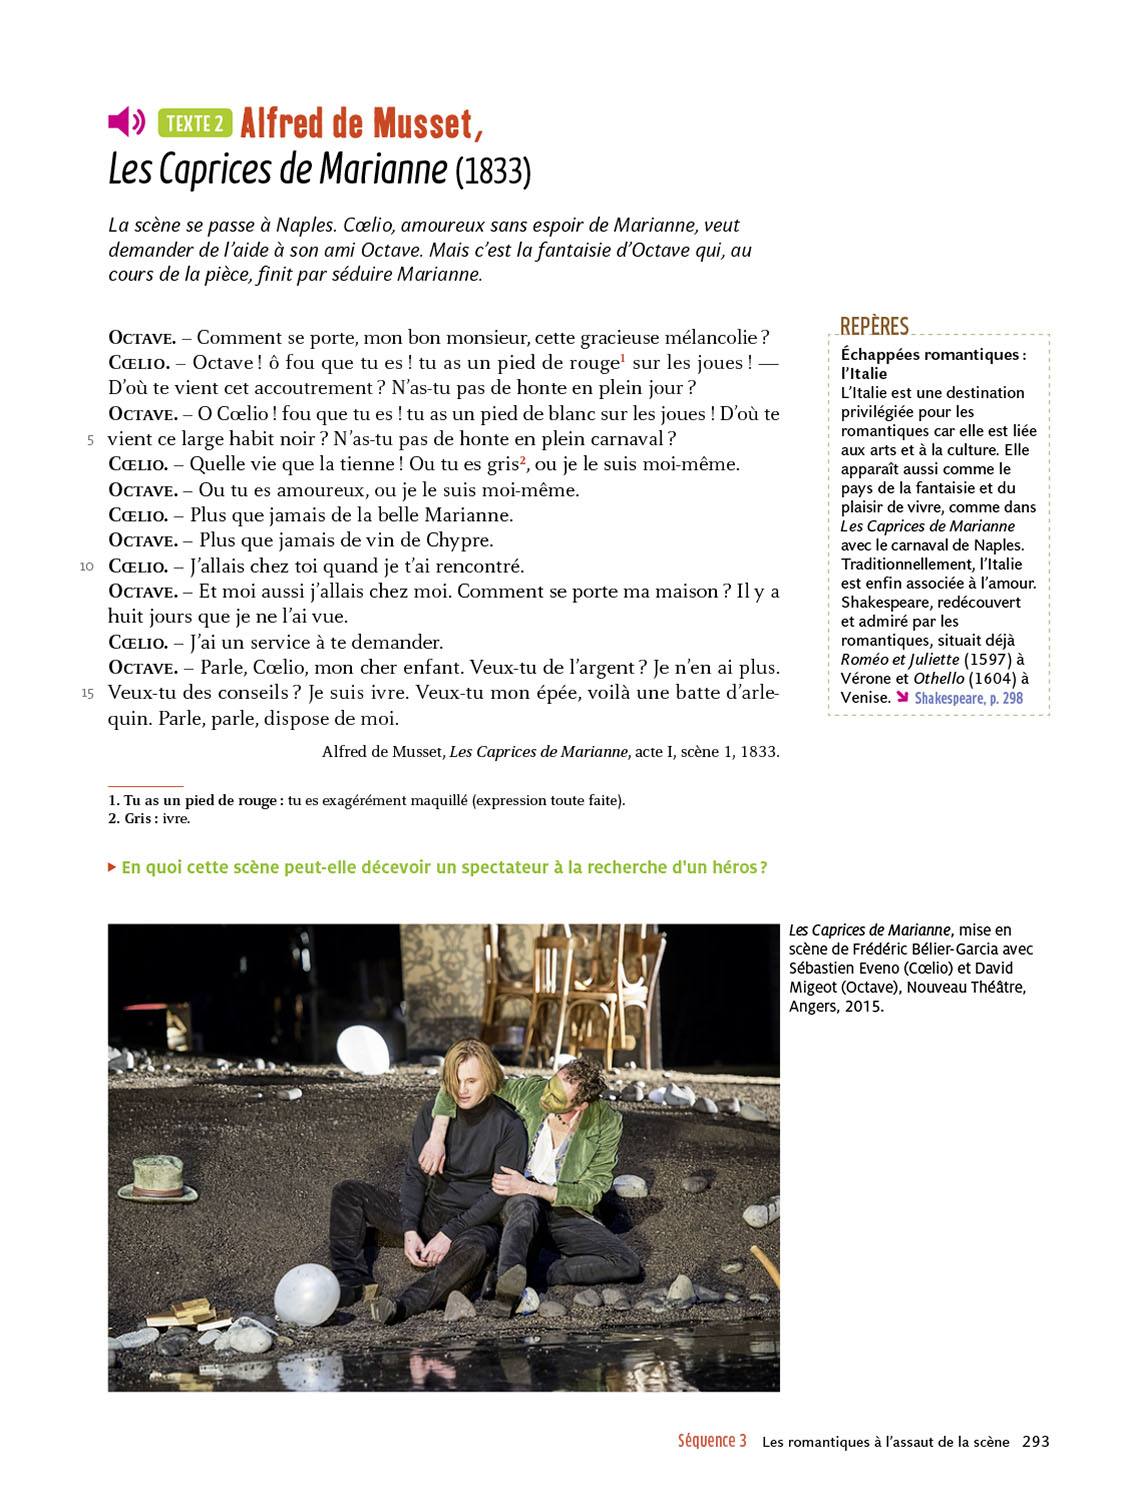 TEXTE 2 Alfred de Musset,
Les Caprices de Marianne (1833)
La scène se passe à Naples. Cœlio, amoureux sans espoir de Marianne, veut
demander de l'aide à son ami Octave. Mais c'est la fantaisie d'Octave qui, au
cours de la pièce, finit par séduire Marianne.
OCTAVE. – Comment se porte, mon bon monsieur, cette gracieuse mélancolie ?
CŒLIO. – Octave ! ô fou que tu es ! tu as un pied de rouge1 sur les joues ! —
D'où te vient cet accoutrement ? N'as-tu pas de honte en plein jour ?
OCTAVE. – O Cœlio ! fou que tu es ! tu as un pied de blanc sur les joues ! D'où te
5 vient ce large habit noir ? N'as-tu pas de honte en plein carnaval ?
CŒLIO. – Quelle vie que la tienne ! Ou tu es gris2, ou je le suis moi-même.
OCTAVE. – Ou tu es amoureux, ou je le suis moi-même.
CŒLIO. – Plus que jamais de la belle Marianne.
OCTAVE. – Plus que jamais de vin de Chypre.
10 CŒLIO. – J'allais chez toi quand je t'ai rencontré.
OCTAVE. – Et moi aussi j'allais chez moi. Comment se porte ma maison ? Il y a
huit jours que je ne l'ai vue.
CŒLIO. – J'ai un service à te demander.
OCTAVE. – Parle, Cœlio, mon cher enfant. Veux-tu de l'argent ? Je n'en ai plus.
15 Veux-tu des conseils ? Je suis ivre. Veux-tu mon épée, voilà une batte d'arle-
quin. Parle, parle, dispose de moi.
Alfred de Musset, Les Caprices de Marianne, acte I, scène 1, 1833.
1. Tu as un pied de rouge : tu es exagérément maquillé (expression toute faite).
2. Gris : ivre.
En quoi cette scène peut-elle décevoir un spectateur à la recherche d'un héros ?
REPÈRES
Échappées romantiques :
l'Italie
L'Italie est une destination
privilégiée pour les
romantiques car elle est liée
aux arts et à la culture. Elle
apparaît aussi comme le
pays de la fantaisie et du
plaisir de vivre, comme dans
Les Caprices de Marianne
avec le carnaval de Naples.
Traditionnellement, l'Italie
est enfin associée à l'amour.
Shakespeare, redécouvert
et admiré par les
romantiques, situait déjà
Roméo et Juliette (1597) à
Vérone et Othello (1604) à
Venise. Shakespeare, p. 298
Les Caprices de Marianne, mise en
scène de Frédéric Bélier-Garcia avec
Sébastien Eveno (Cœlio) et David
Migeot (Octave), Nouveau Théâtre,
Angers, 2015.
Séquence 3 Les romantiques à l'assaut de la scène 293